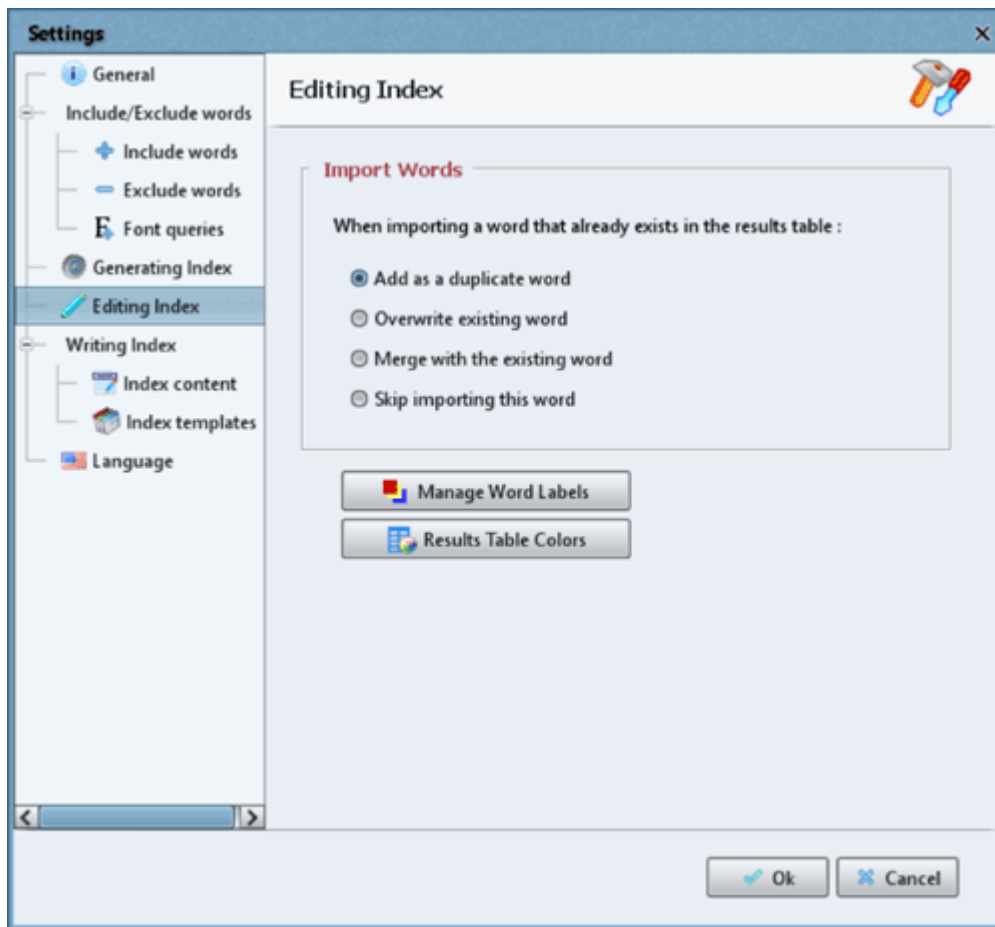 Settings
General
Include/Exclude words
Include words
Exclude words
Font queries
Generating Index
Editing Index
Writing Index
Index content
Index templates
Language
Editing Index
Import Words
When importing a word that already exists in the results table :
Add as a duplicate word
Overwrite existing word
Merge with the existing word
Skip importing this word
Manage Word Labels
Results Table Colors
Ok
Cancel